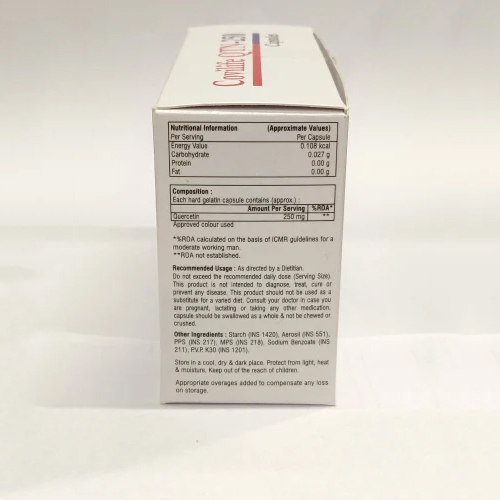 Covilife QTN-250
Capsule
Nutritional Information (Approximate Values)
Per Serving Per Capsule
Energy Value 0.108 kcal
Carbohydrate 0.027 g
Protein 0.00 g
Fat 0.00 g
Composition :
Each hard gelatin capsule contains (approx.) :
Amount Per Serving %RDA*
Quercetin 250 mg **
Approved colour used
*%RDA calculated on the basis of ICMR guidelines for a
moderate working man.
**RDA not established.
Recommended Usage : As directed by a Dietitian.
Do not exceed the recommended daily dose (Serving Size).
This product is not intended to diagnose, treat, cure or
prevent any disease. This product should not be used as a
substitute for a varied diet. Consult your doctor in case you
are pregnant, lactating or taking any other medication.
capsule should be swallowed as a whole & not be chewed or
crushed.
Other Ingredients : Starch (INS 1420), Aerosil (INS 551),
PPS (INS 217), MPS (INS 218), Sodium Benzoate (INS
211), P.V.P. K30 (INS 1201).
Store in a cool, dry & dark place. Protect from light, heat
& moisture. Keep out of the reach of children.
Appropriate overages added to compensate any loss
on storage.